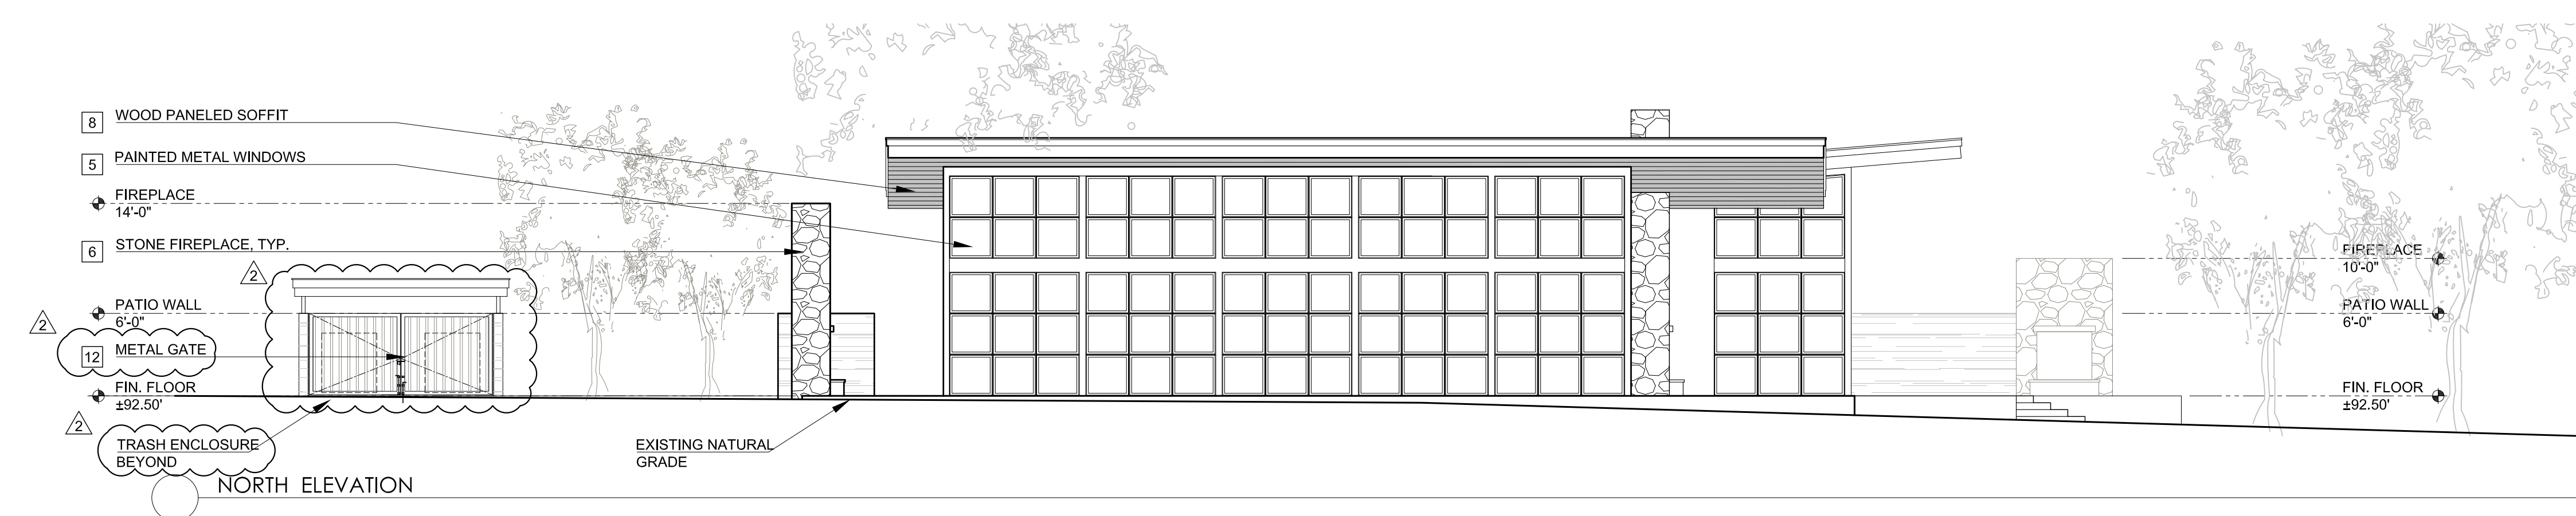 8 WOOD PANELED SOFFIT
5 PAINTED METAL WINDOWS
FIREPLACE
14'-0"
6 STONE FIREPLACE, TYP.
2
PATIO WALL
6'-0"
2
12 METAL GATE
FIN. FLOOR
±92.50'
2
TRASH ENCLOSURE
BEYOND
EXISTING NATURAL
GRADE
FIREPLACE
10'-0"
PATIO WALL
6'-0"
FIN. FLOOR
±92.50'
NORTH ELEVATION